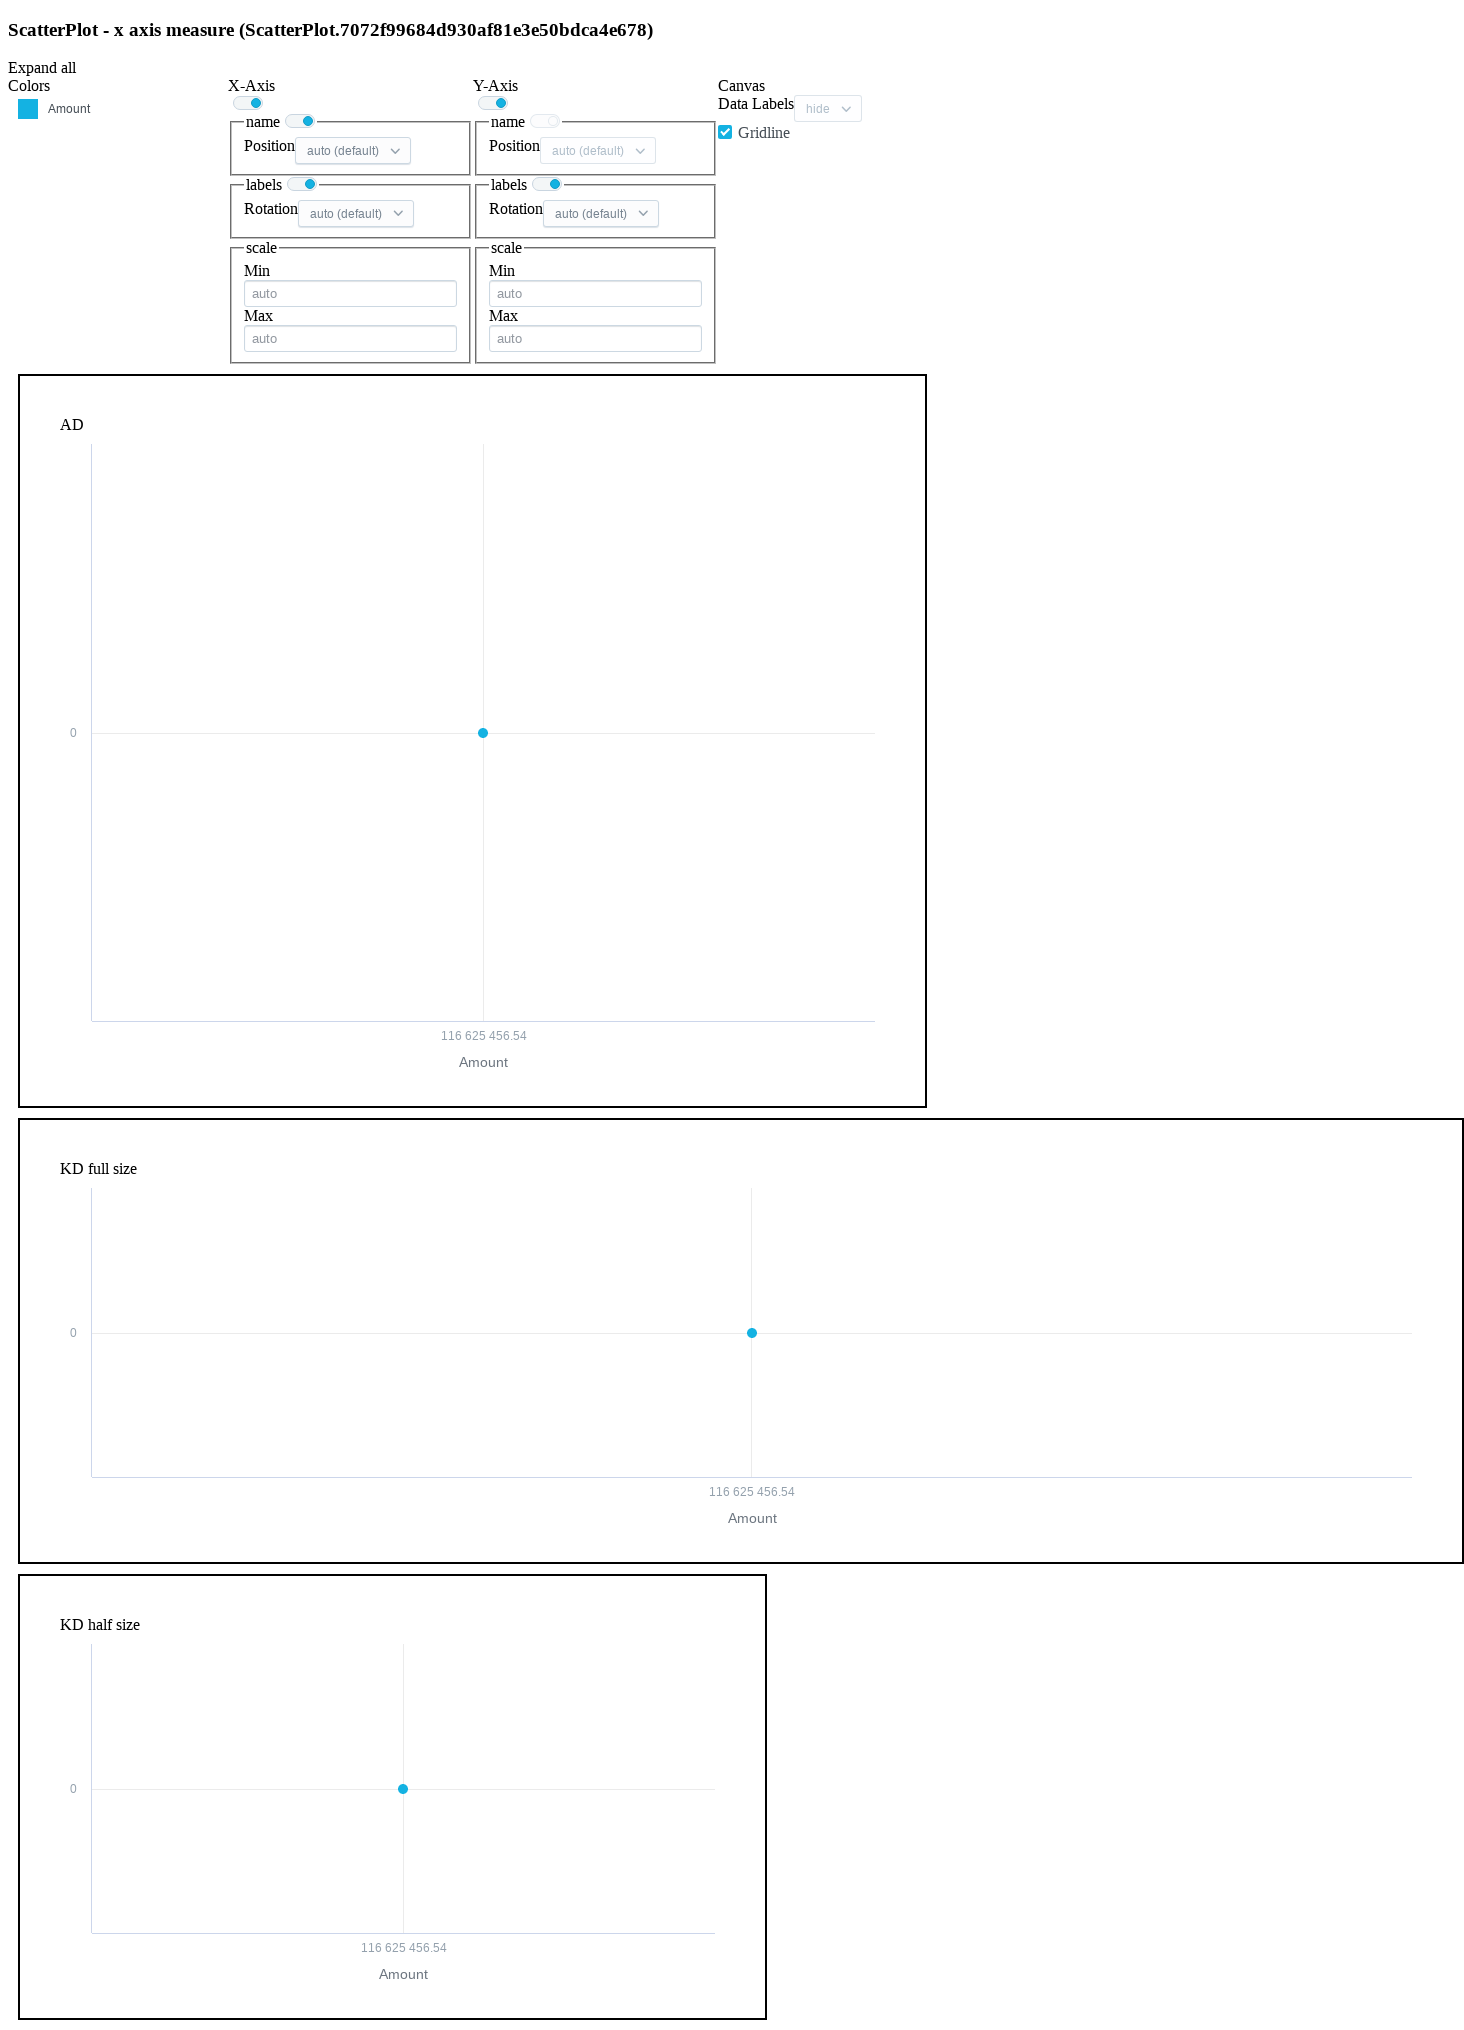 ScatterPlot - x axis measure (ScatterPlot.7072f99684d930af81e3e50bdca4e678)
Expand all
Colors
Amount
X-Axis
name
Position auto (default)
labels
Rotation auto (default)
scale
Min
auto
Max
auto
Y-Axis
name
Position auto (default)
labels
Rotation auto (default)
scale
Min
auto
Max
auto
Canvas
Data Labels hide
Gridline
AD
0
116 625 456.54
Amount
KD full size
0
116 625 456.54
Amount
KD half size
0
116 625 456.54
Amount